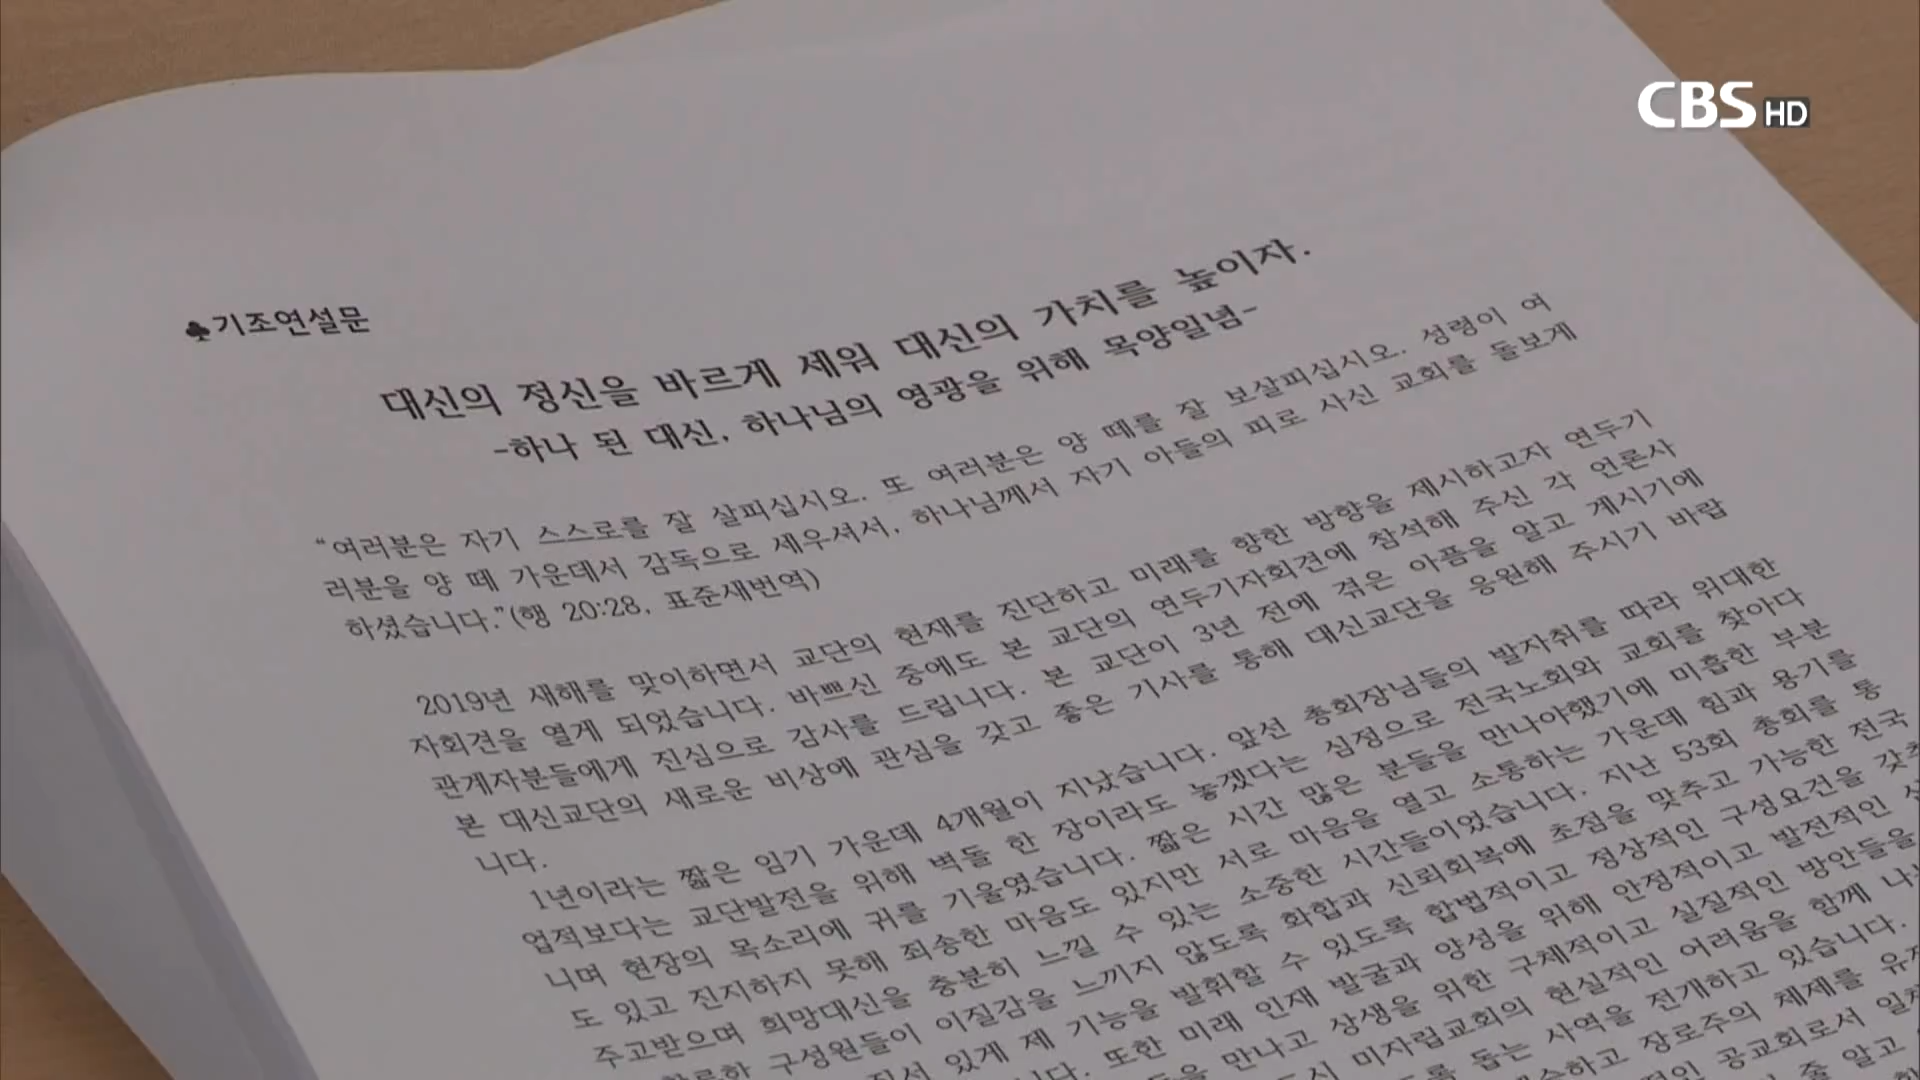 CBS HD
♣기조연설문
대신의 정신을 바르게 세워 대신의 가치를 높이자.
-하나 된 대신, 하나님의 영광을 위해 목양일념-
“여러분은 자기 스스로를 잘 살피십시오. 또 여러분은 양 떼를 잘 보살피십시오. 성령이 여
러분을 양 떼 가운데서 감독으로 세우셔서, 하나님께서 자기 아들의 피로 사신 교회를 돌보게
하셨습니다.”(행 20:28, 표준새번역)
2019년 새해를 맞이하면서 교단의 현재를 진단하고 미래를 향한 방향을 제시하고자 연두기
자회견을 열게 되었습니다. 바쁘신 중에도 본 교단의 연두기자회견에 참석해 주신 각 언론사
관계자분들에게 진심으로 감사를 드립니다. 본 교단이 3년 전에 겪은 아픔을 알고 계시기에
본 대신교단의 새로운 비상에 관심을 갖고 좋은 기사를 통해 대신교단을 응원해 주시기 바랍
니다.
1년이라는 짧은 임기 가운데 4개월이 지났습니다. 앞선 총회장님들의 발자취를 따라 위대한
업적보다는 교단발전을 위해 벽돌 한 장이라도 놓겠다는 심정으로 전국노회와 교회를 찾아다
니며 현장의 목소리에 귀를 기울였습니다. 짧은 시간 많은 분들을 만나야했기에 미흡한 부분
도 있고 진지하지 못해 죄송한 마음도 있지만 서로 마음을 열고 소통하는 가운데 힘과 용기를
주고받으며 희망대신을 충분히 느낄 수 있는 소중한 시간들이었습니다. 지난 53회 총회를 통
구성원들이 이질감을 느끼지 않도록 화합과 신뢰회복에 초점을 맞추고 가능한 전국
있게 제 기능을 발휘할 수 있도록 합법적이고 정상적인 구성요건을
또한 미래 인재 발굴과 양성을 위해 안정적이고 발전적인
만나고 상생을 위한 구체적이고 실질적인 방안들을
미자립교회의 현실적인 어려움을 함께
돕는 사역을 전개하고 있습니다.
장로주의 체제를
공교회로서
줄 알고